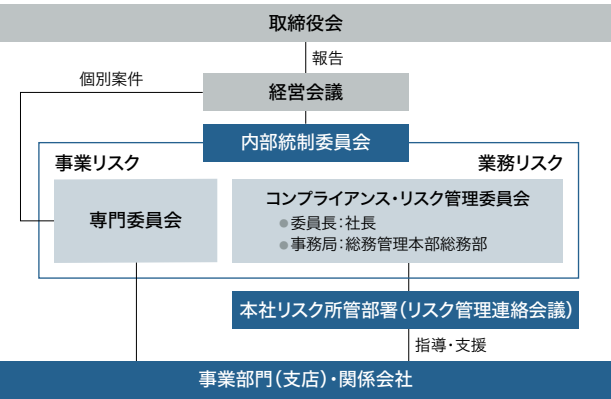 取締役会
報告
個別案件
経営会議
内部統制委員会
事業リスク
業務リスク
専門委員会
コンプライアンス・リスク管理委員会
●委員長：社長
●事務局：総務管理本部総務部
本社リスク所管部署（リスク管理連絡会議）
指導・支援
事業部門（支店）・関係会社